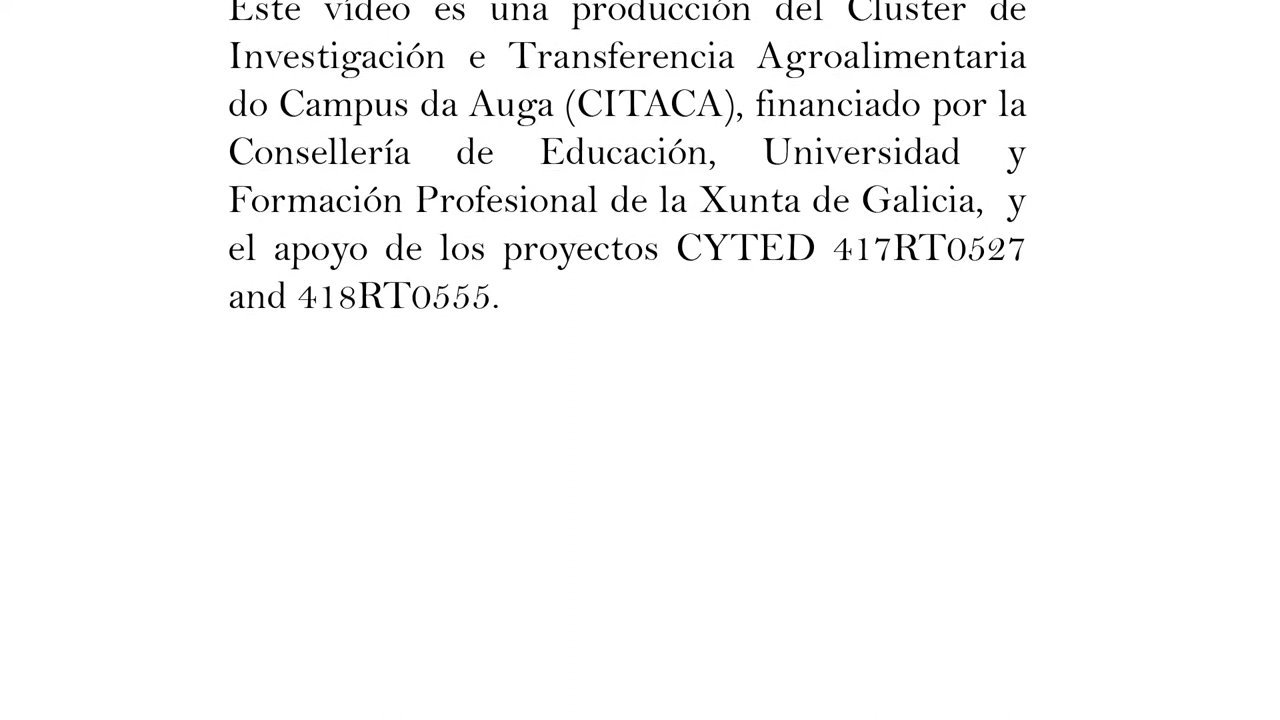 Este vídeo es una producción del Cluster de
Investigación e Transferencia Agroalimentaria
do Campus da Auga (CITACA), financiado por la
Consellería de Educación, Universidad y
Formación Profesional de la Xunta de Galicia, y
el apoyo de los proyectos CYTED 417RT0527
and 418RT0555.